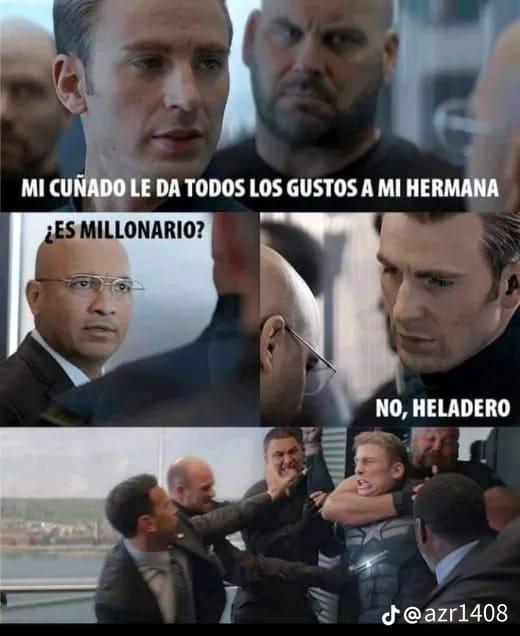 MI CUÑADO LE DA TODOS LOS GUSTOS A MI HERMANA
¿ES MILLONARIO?
NO, HELADERO
@azr1408